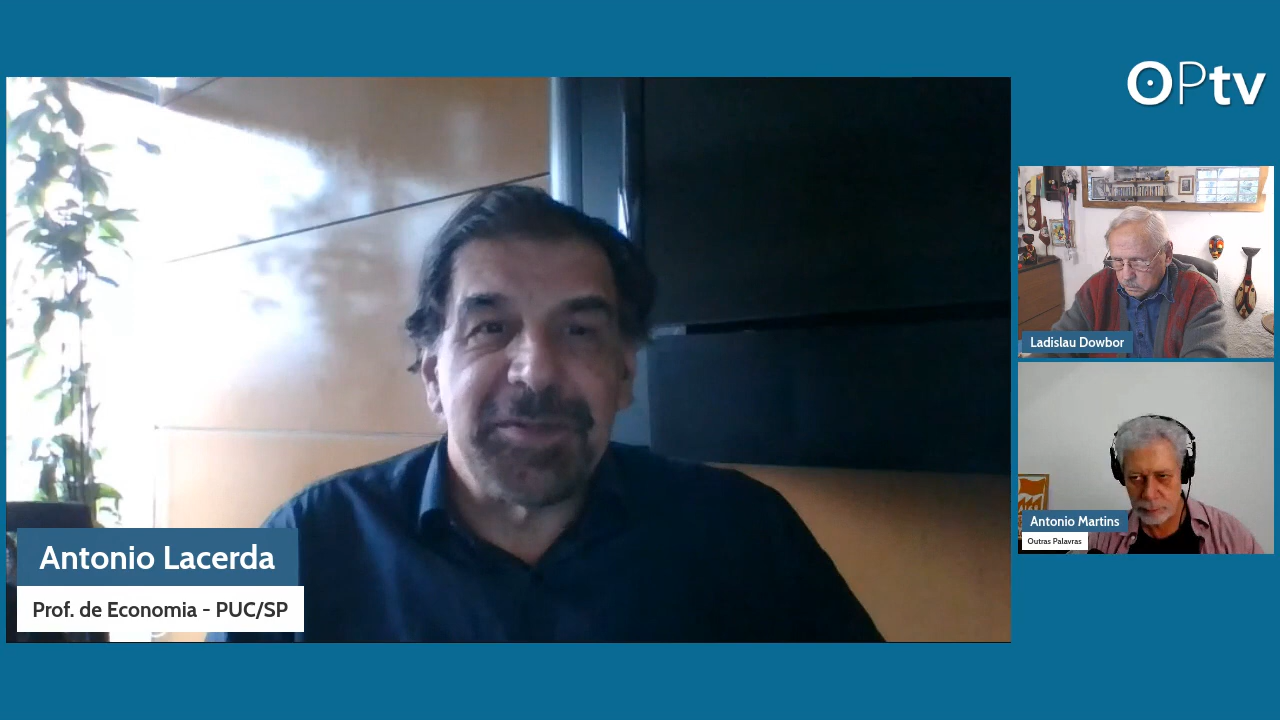 OPtv
Ladislau Dowbor
Antonio Martins
Outras Palavras
Antonio Lacerda
Prof. de Economia - PUC/SP